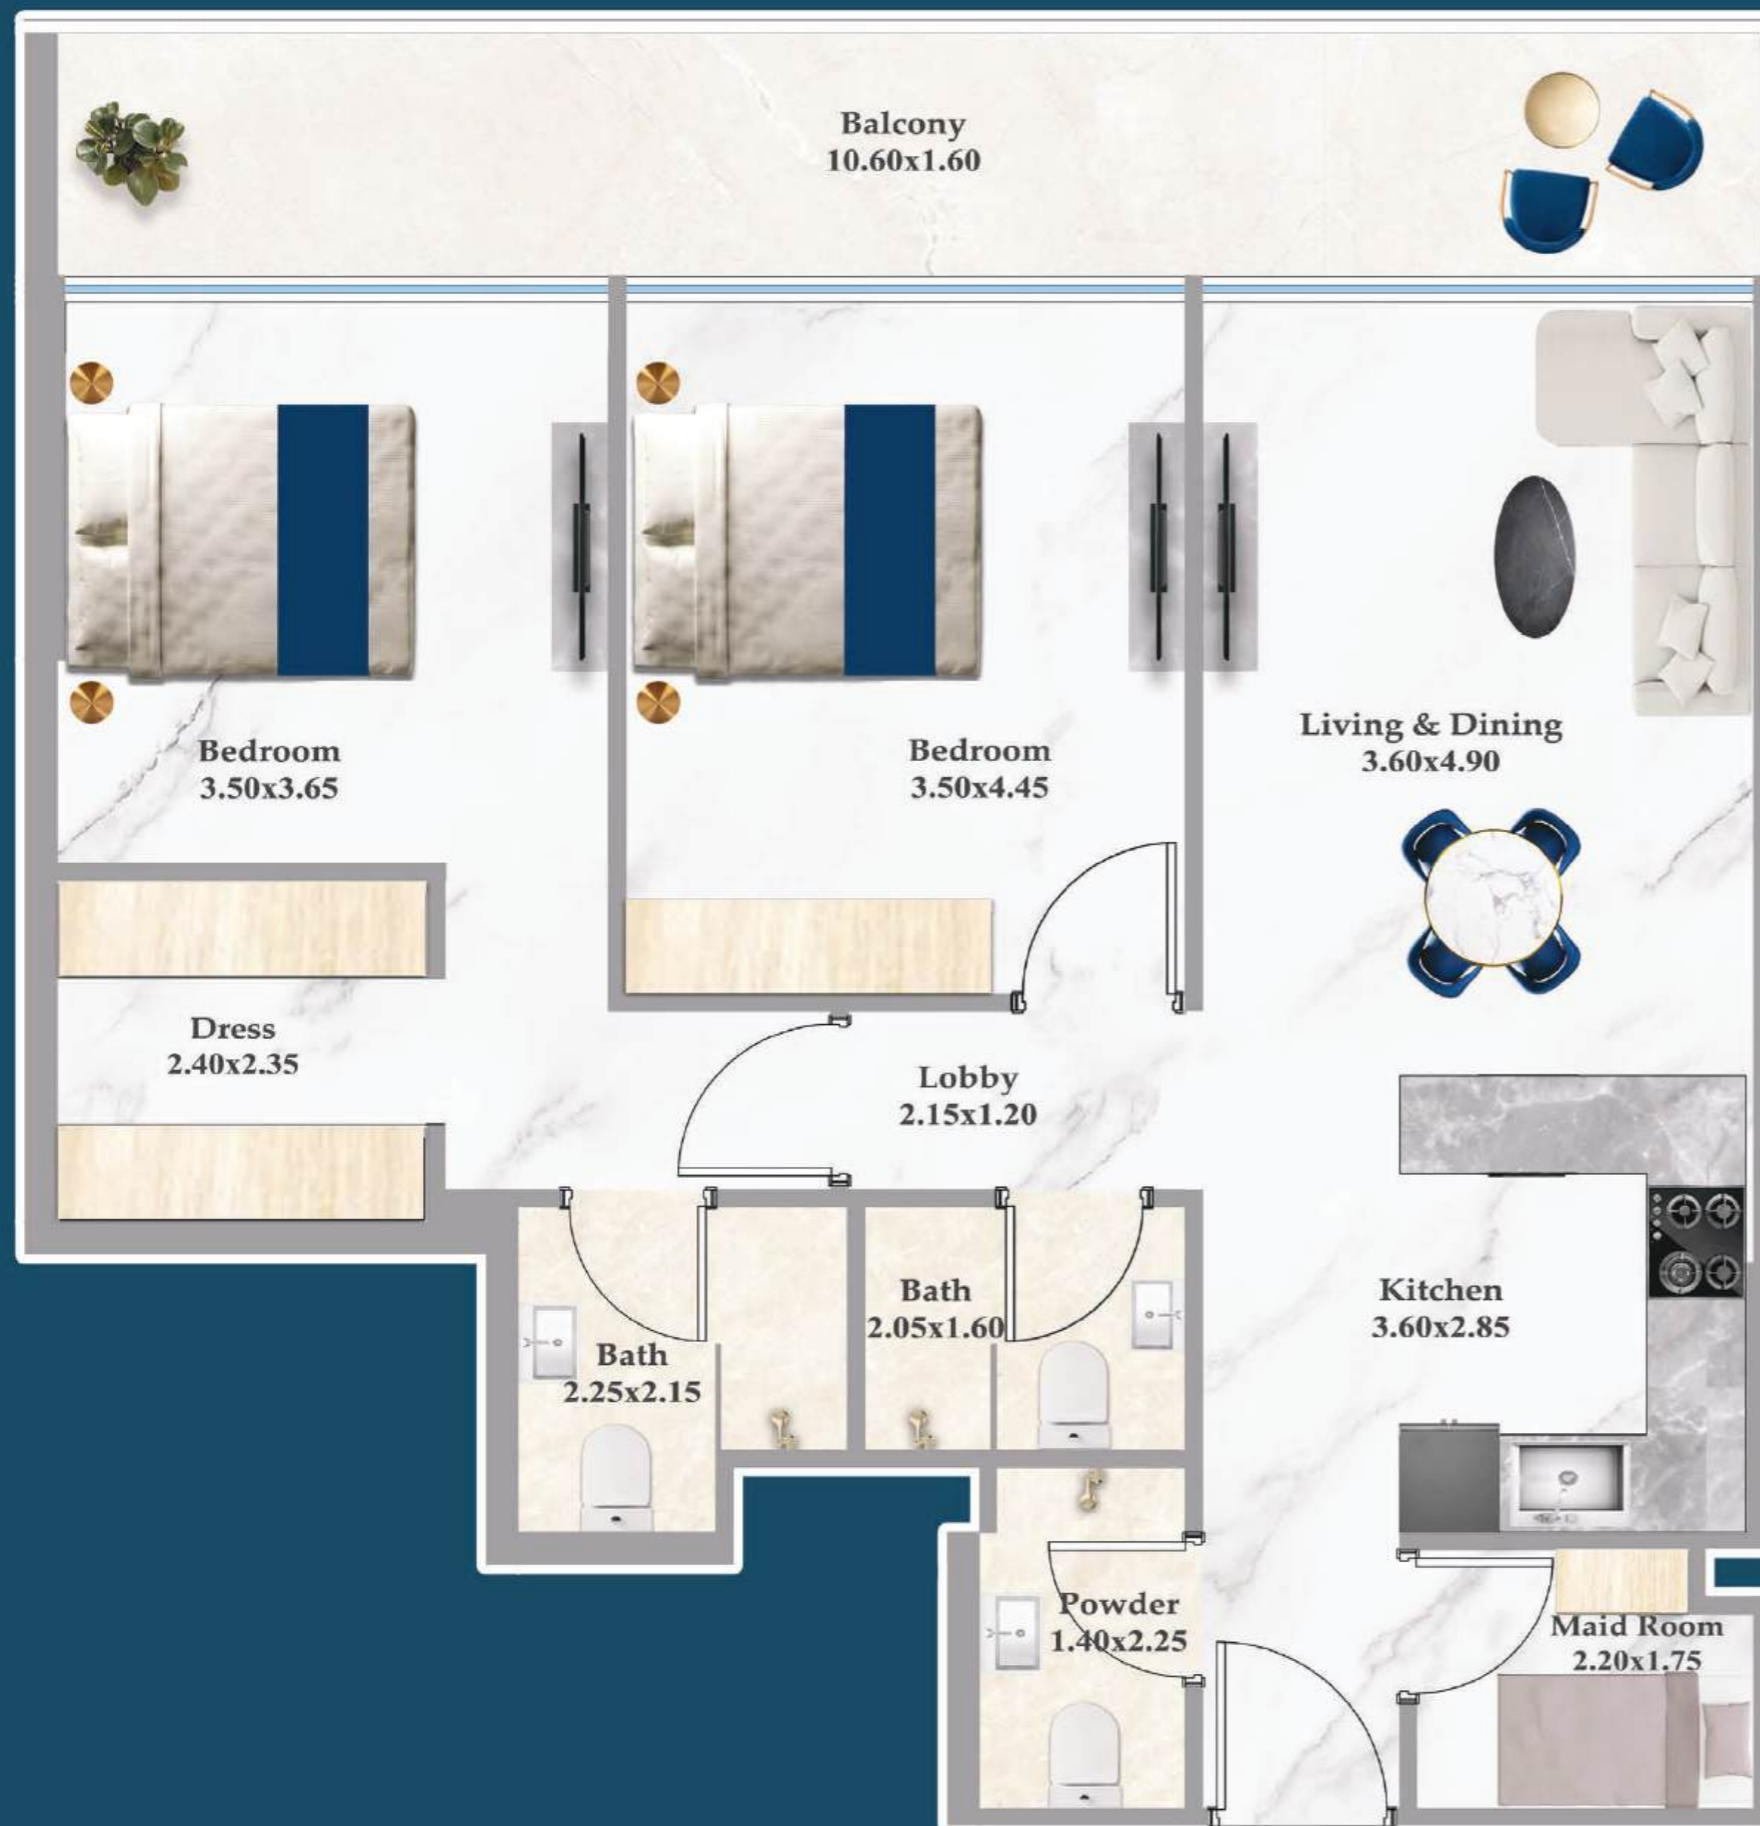 Balcony
10.60x1.60
Bedroom
3.50x3.65
Bedroom
3.50x4.45
Living & Dining
3.60x4.90
Dress
2.40x2.35
Lobby
2.15x1.20
Bath
2.25x2.15
Bath
2.05x1.60
Kitchen
3.60x2.85
Powder
1.40x2.25
Maid Room
2.20x1.75